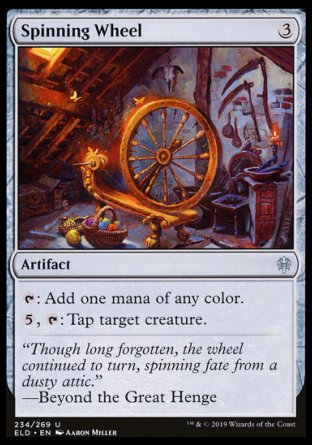 Spinning Wheel 3
Artifact
: Add one mana of any color.
5, : Tap target creature.
“Though long forgotten, the wheel
continued to turn, spinning fate from a
dusty attic.”
—Beyond the Great Henge
234/269 U
ELD • EN Aaron Miller
™ & © 2019 Wizards of the Coast